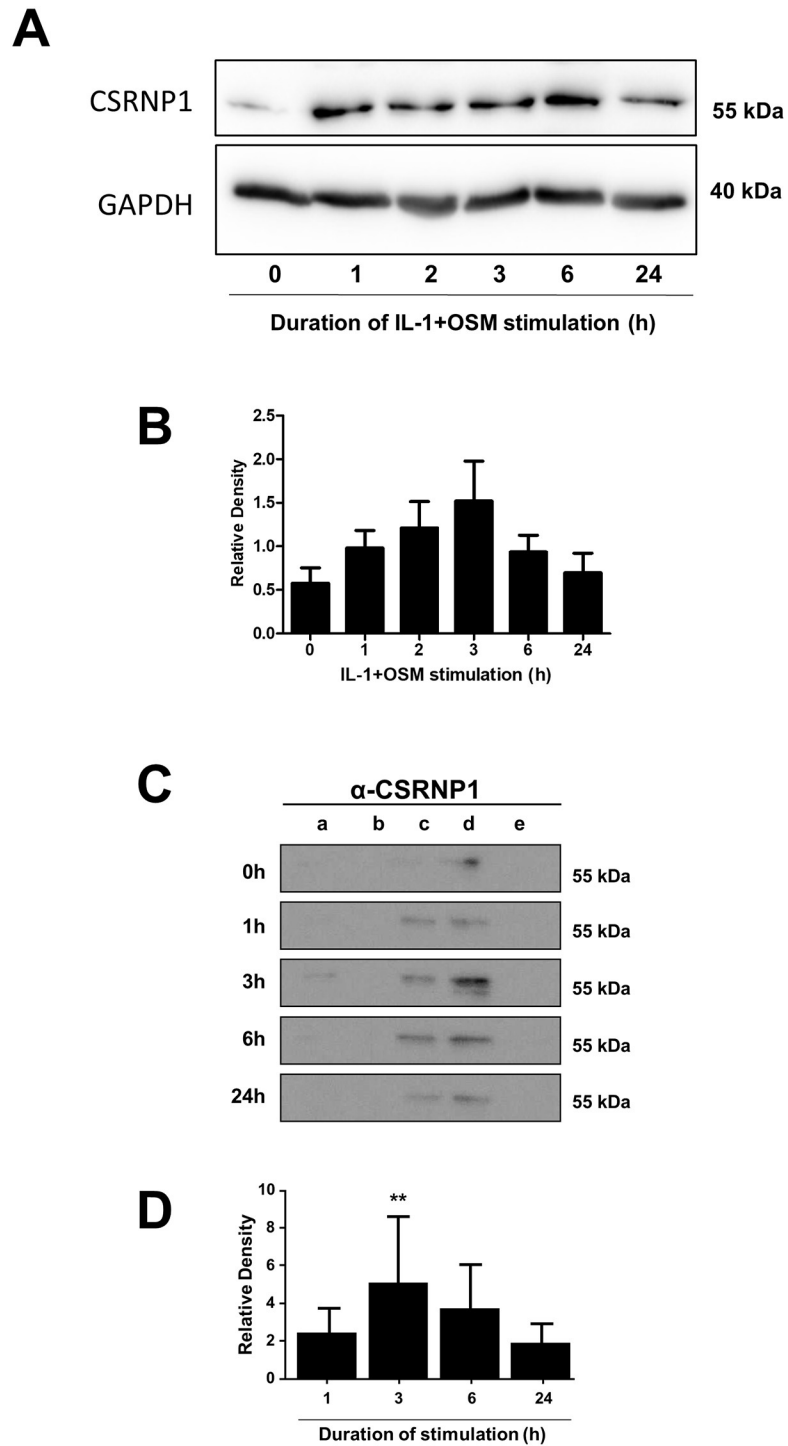 A
CSRNP1
55 kDa
GAPDH
40 kDa
0 1 2 3 6 24
Duration of IL-1+OSM stimulation (h)
B
2.5
2.0
1.5
1.0
0.5
0.0
Relative Density
0 1 2 3 6 24
IL-1+OSM stimulation (h)
C
α-CSRNP1
a b c d e
0h 55 kDa
1h 55 kDa
3h 55 kDa
6h 55 kDa
24h 55 kDa
D
**
10
8
6
4
2
0
Relative Density
1 3 6 24
Duration of stimulation (h)